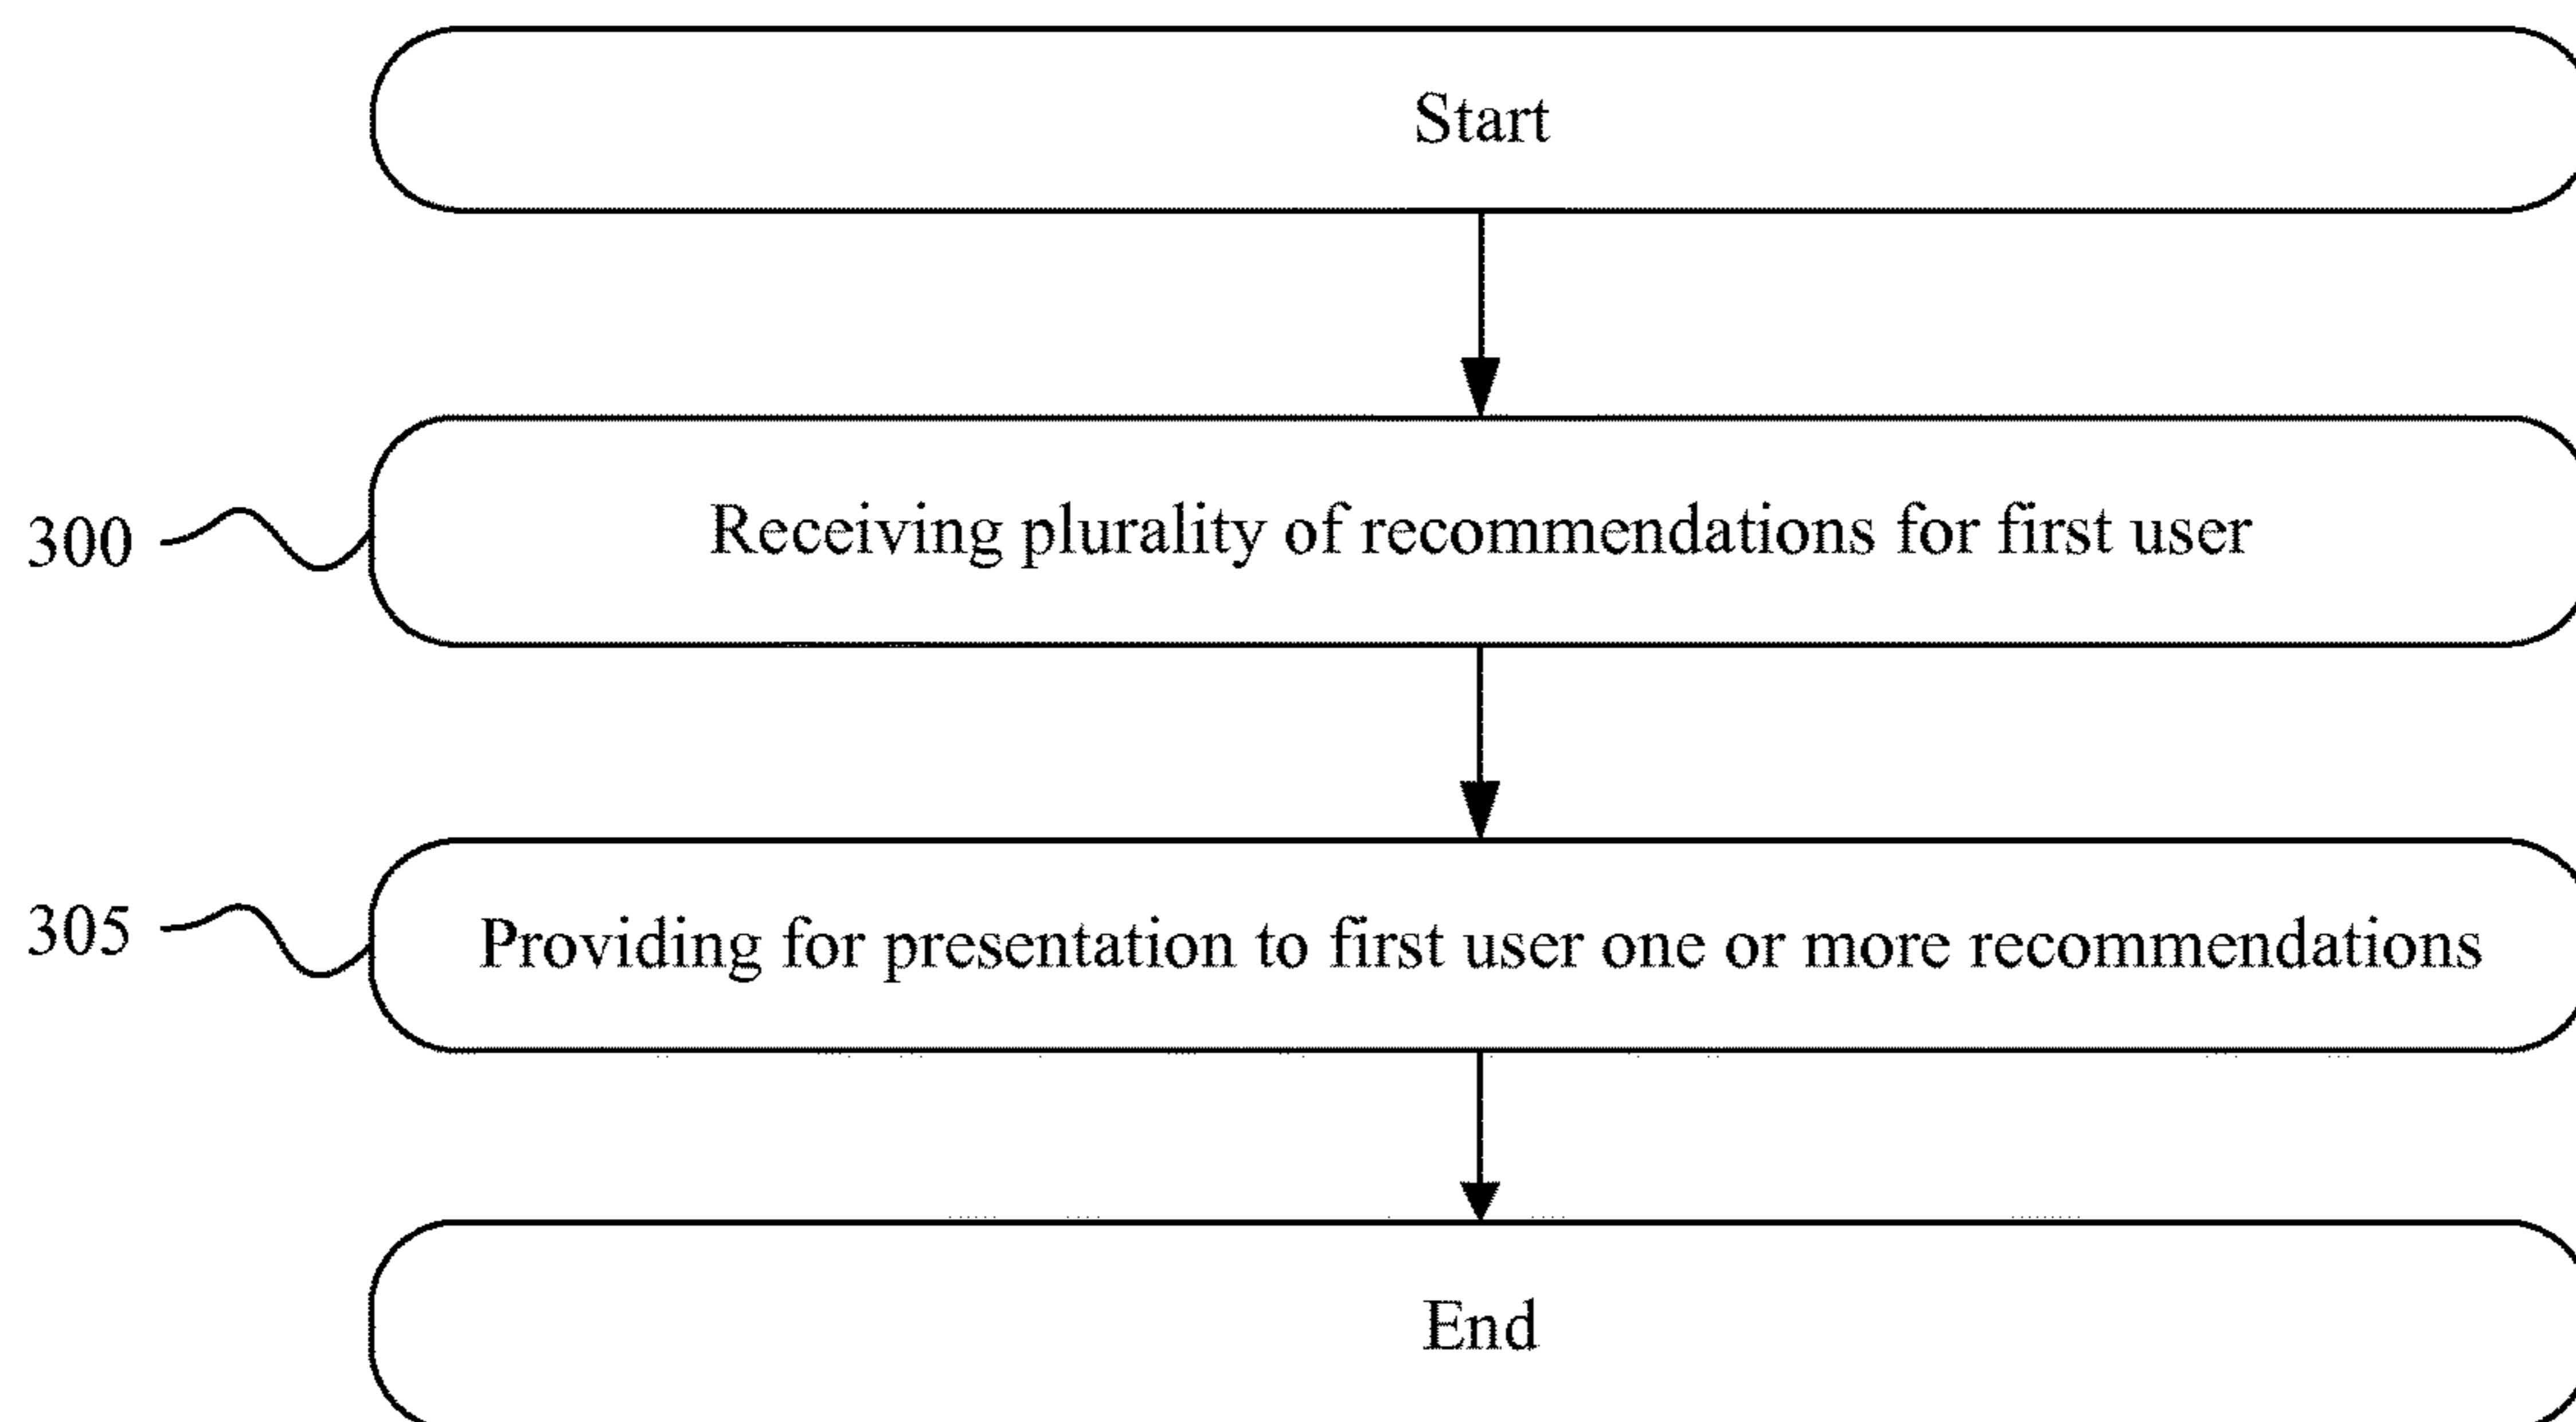 Start
300
Receiving plurality of recommendations for first user
305
Providing for presentation to first user one or more recommendations
End